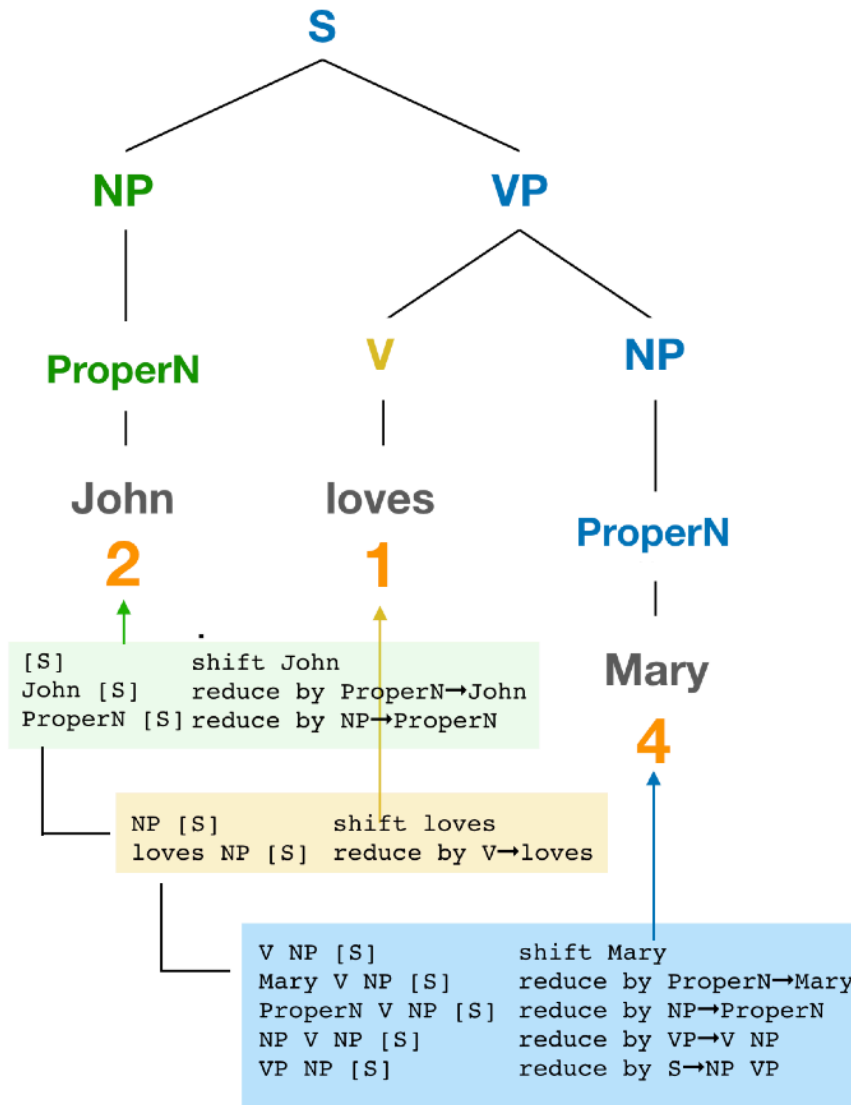 S
NP VP
V NP
ProperN
John loves
ProperN
2 1
Mary
4
[S] shift John
John [S] reduce by ProperN→John
ProperN [S] reduce by NP→ProperN
NP [S] shift loves
loves NP [S] reduce by V→loves
V NP [S] shift Mary
Mary V NP [S] reduce by ProperN→Mary
ProperN V NP [S] reduce by NP→ProperN
NP V NP [S] reduce by VP→V NP
VP NP [S] reduce by S→NP VP